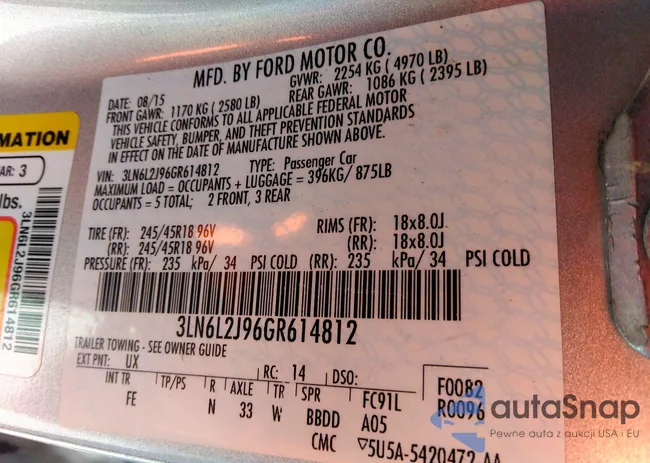 MFD. BY FORD MOTOR CO.
DATE: 08/15 GVWR: 2254 KG ( 4970 LB)
FRONT GAWR: 1170 KG ( 2580 LB) REAR GAWR: 1086 KG ( 2395 LB)
THIS VEHICLE CONFORMS TO ALL APPLICABLE FEDERAL MOTOR
VEHICLE SAFETY, BUMPER, AND THEFT PREVENTION STANDARDS
IN EFFECT ON THE DATE OF MANUFACTURE SHOWN ABOVE.
VIN: 3LN6L2J96GR614812 TYPE: Passenger Car
MAXIMUM LOAD = OCCUPANTS + LUGGAGE = 396KG/ 875LB
OCCUPANTS = 5 TOTAL; 2 FRONT, 3 REAR
TIRE (FR): 245/45R18 96V RIMS (FR): 18x8.0J
(RR): 245/45R18 96V (RR): 18x8.0J
PRESSURE (FR): 235 kPa/ 34 PSI COLD (RR): 235 kPa/ 34 PSI COLD
3LN6L2J96GR614812
TRAILER TOWING - SEE OWNER GUIDE
EXT PNT: UX RC: 14 DSO:
INT TR TP/PS R AXLE TR SPR FC91L F0082
FE N 33 W BBDD A05 R0096
CMC 5U5A-5420472 AA
MATION
AR: 3
lbs.
3LN6L2J96GR614812
autaSnap
Pewne auta z aukcji USA i EU